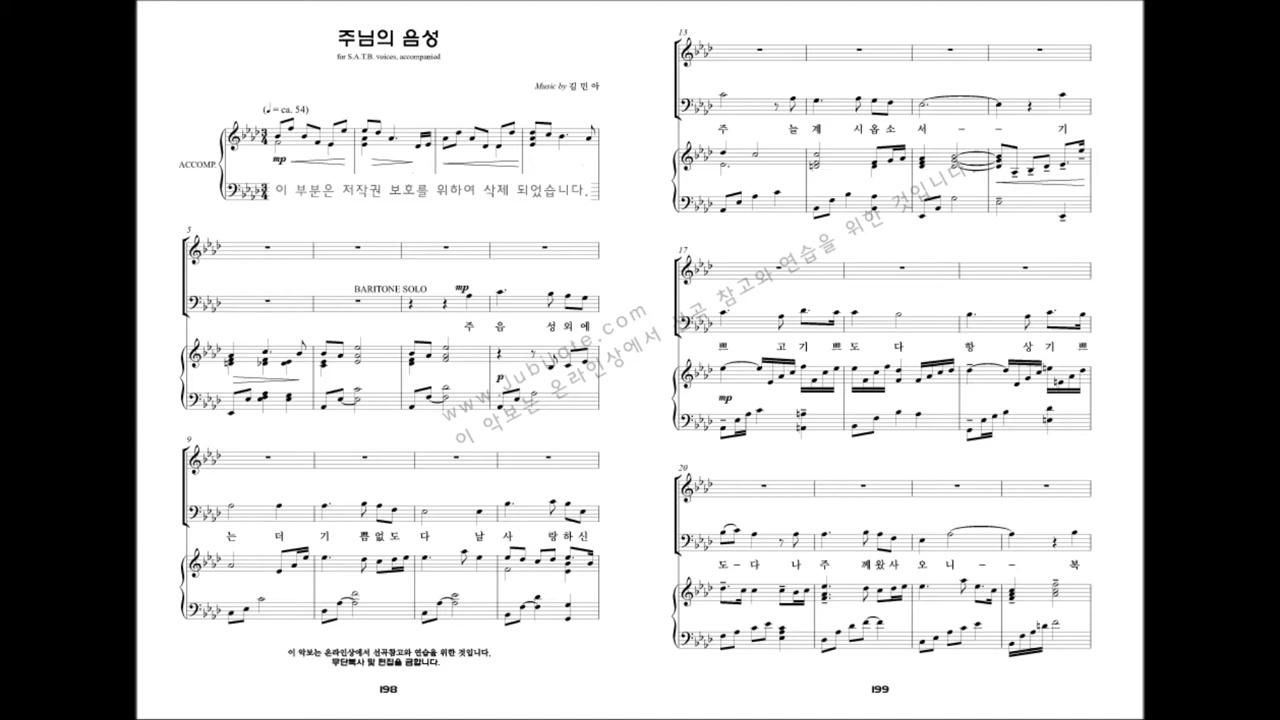 주님의 음성
for S.A.T.B. voices, accompanied
Music by 김 민 아
(♩ = ca. 54)
ACCOMP.
mp
이 부분은 저작권 보호를 위하여 삭제 되었습니다.
5
BARITONE SOLO
mp
주 음 성 외 에
p
9
는 더 기 쁨 없 도 다 날 사 랑 하 신
이 악보는 온라인상에서 선곡참고와 연습을 위한 것입니다.
무단복사 및 편집을 금합니다.
198
13
주 늘 계 시 옵 소 서 - - 기
17
쁘 고 기 쁘 도 다 항 상 기 쁘
mp
20
도 - 다 나 주 께 왔 사 오 니 - - 복
199
www.Jubuate.com
이 악보는 온라인상에서 선곡 참고와 연습을 위한 것입니다